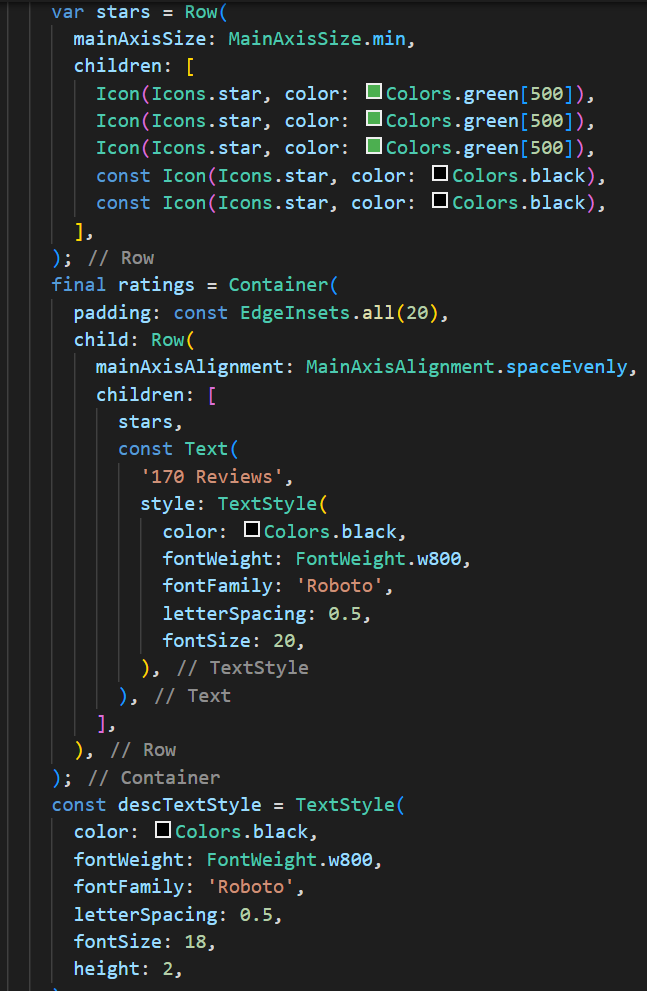 var stars = Row(
mainAxisSize: MainAxisSize.min,
children: [
Icon(Icons.star, color: Colors.green[500]),
Icon(Icons.star, color: Colors.green[500]),
Icon(Icons.star, color: Colors.green[500]),
const Icon(Icons.star, color: Colors.black),
const Icon(Icons.star, color: Colors.black),
],
); // Row
final ratings = Container(
padding: const EdgeInsets.all(20),
child: Row(
mainAxisAlignment: MainAxisAlignment.spaceEvenly,
children: [
stars,
const Text(
'170 Reviews',
style: TextStyle(
color: Colors.black,
fontWeight: FontWeight.w800,
fontFamily: 'Roboto',
letterSpacing: 0.5,
fontSize: 20,
), // TextStyle
), // Text
],
), // Row
); // Container
const descTextStyle = TextStyle(
color: Colors.black,
fontWeight: FontWeight.w800,
fontFamily: 'Roboto',
letterSpacing: 0.5,
fontSize: 18,
height: 2,